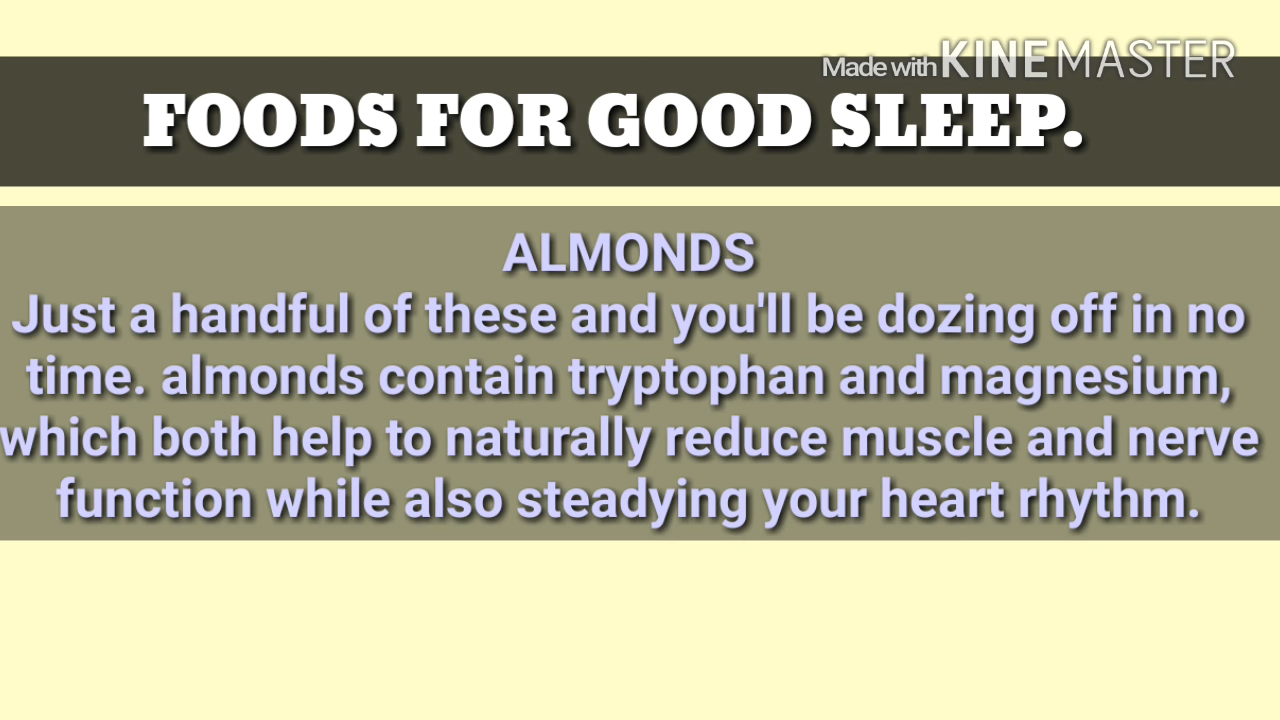 Made with KINEMASTER
FOODS FOR GOOD SLEEP.
ALMONDS
Just a handful of these and you'll be dozing off in no
time. almonds contain tryptophan and magnesium,
which both help to naturally reduce muscle and nerve
function while also steadying your heart rhythm.